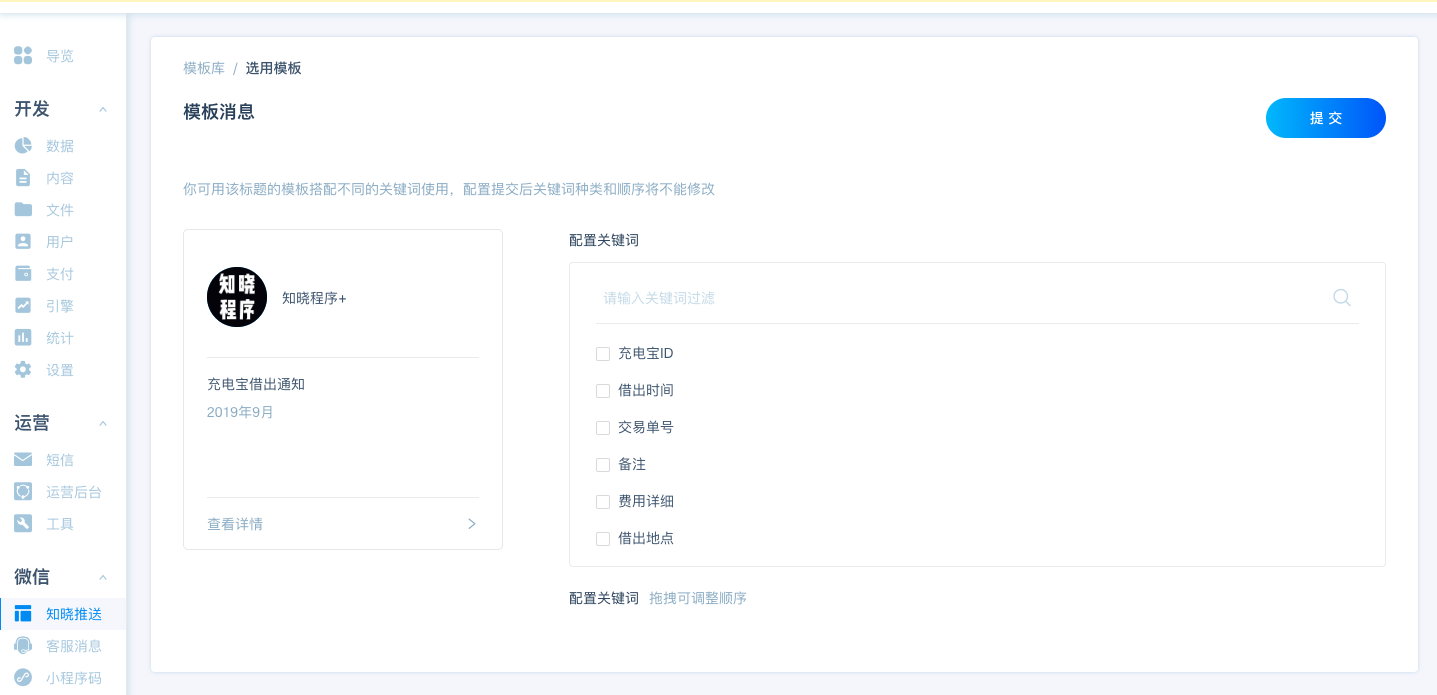 导览
开发
数据
内容
文件
用户
支付
引擎
统计
设置
运营
短信
运营后台
工具
微信
知晓推送
客服消息
小程序码
模板库 / 选用模板
模板消息
提 交
你可用该标题的模板搭配不同的关键词使用，配置提交后关键词种类和顺序将不能修改
知晓
程序
知晓程序+
充电宝借出通知
2019年9月
查看详情
配置关键词
请输入关键词过滤
充电宝ID
借出时间
交易单号
备注
费用详细
借出地点
配置关键词 拖拽可调整顺序